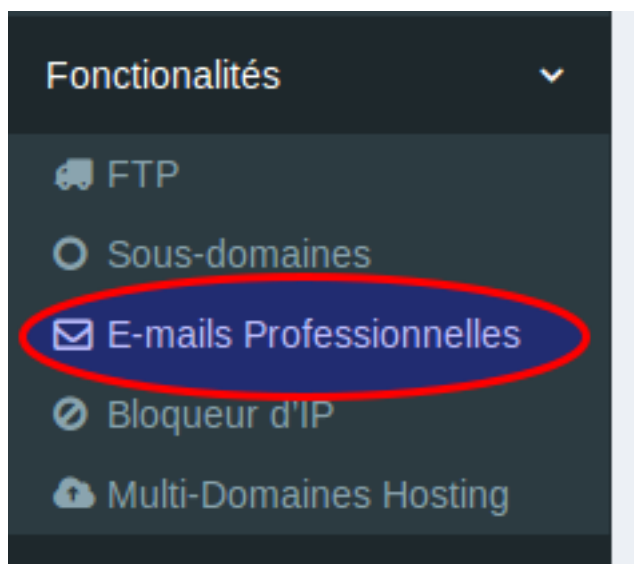 Fonctionalités
FTP
Sous-domaines
E-mails Professionnelles
Bloqueur d'IP
Multi-Domaines Hosting